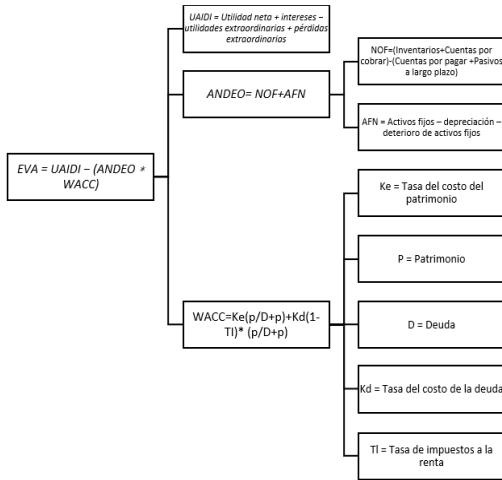 UAIDI = Utilidad neta + intereses –
utilidades extraordinarias + pérdidas
extraordinarias
NOF=(Inventarios+Cuentas por
cobrar)-(Cuentas por pagar +Pasivos
a largo plazo)
ANDEO= NOF+AFN
AFN = Activos fijos – depreciación –
deterioro de activos fijos
EVA = UAIDI – (ANDEO *
WACC)
Ke = Tasa del costo del
patrimonio
P = Patrimonio
WACC=Ke(p/D+p)+Kd(1-
TI)* (p/D+p)
D = Deuda
Kd = Tasa del costo de la deuda
Tl = Tasa de impuestos a la
renta